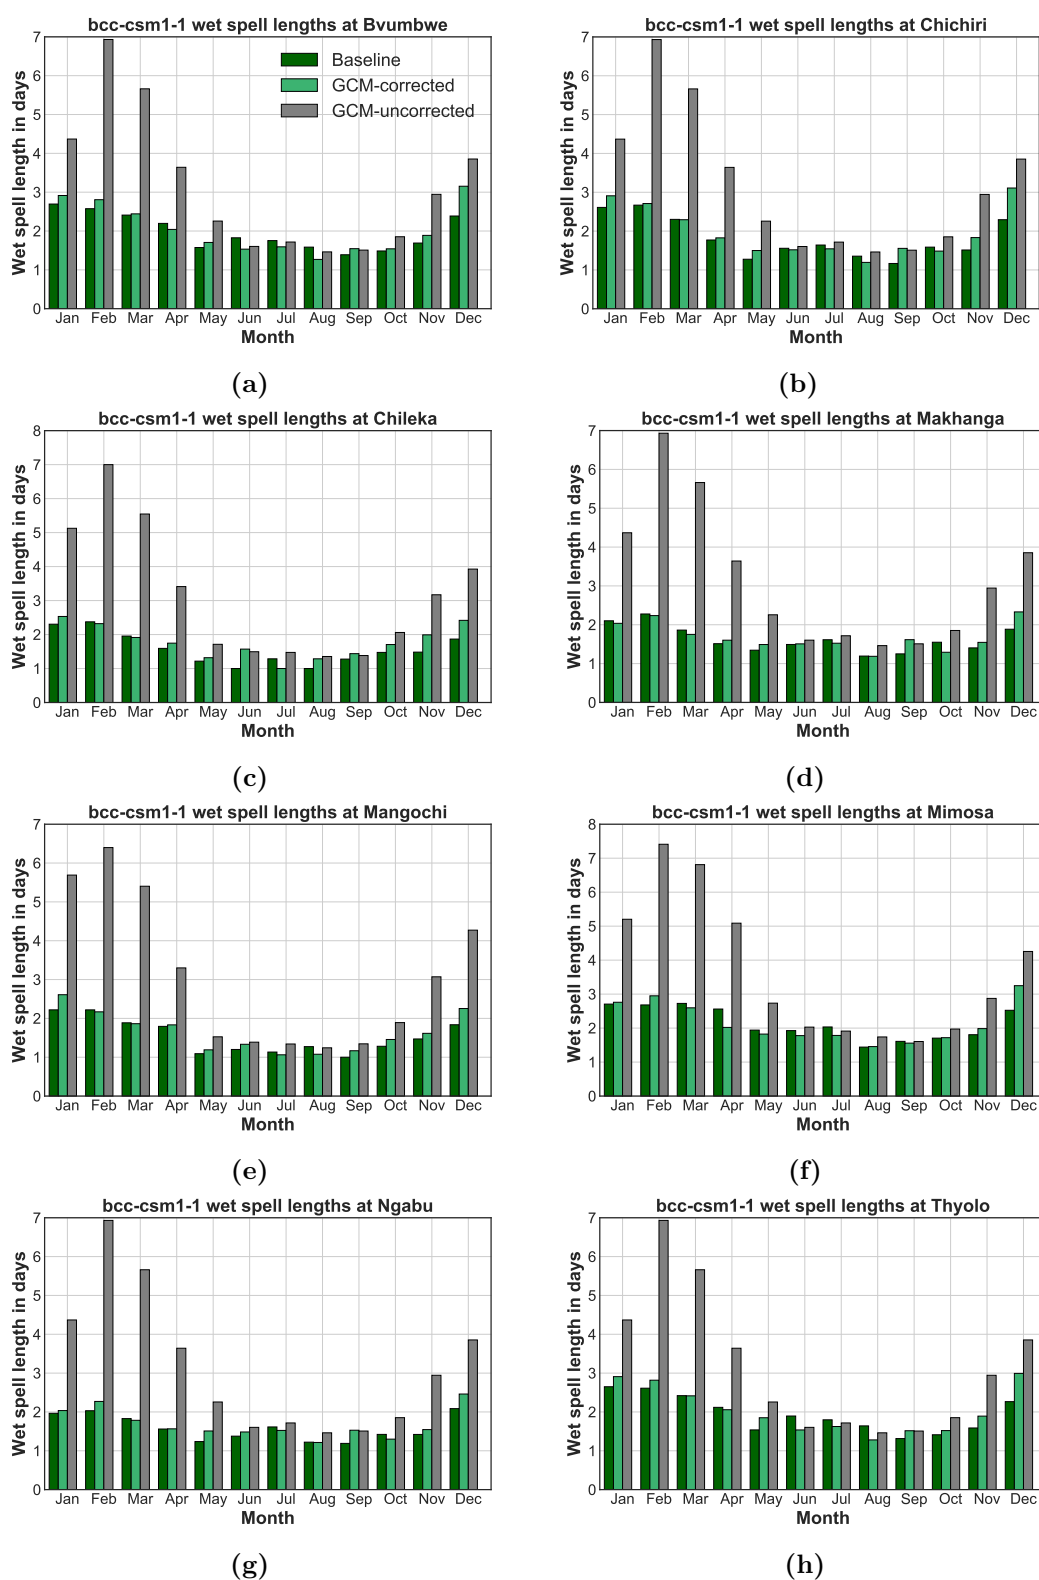 bcc-csm1-1 wet spell lengths at Bvumbwe
7
6
5
4
3
2
1
0
Wet spell length in days
Baseline
GCM-corrected
GCM-uncorrected
Jan Feb Mar Apr May Jun Jul Aug Sep Oct Nov Dec
Month
(a)
bcc-csm1-1 wet spell lengths at Chichiri
7
6
5
4
3
2
1
0
Wet spell length in days
Jan Feb Mar Apr May Jun Jul Aug Sep Oct Nov Dec
Month
(b)
bcc-csm1-1 wet spell lengths at Chileka
8
7
6
5
4
3
2
1
0
Wet spell length in days
Jan Feb Mar Apr May Jun Jul Aug Sep Oct Nov Dec
Month
(c)
bcc-csm1-1 wet spell lengths at Makhanga
7
6
5
4
3
2
1
0
Wet spell length in days
Jan Feb Mar Apr May Jun Jul Aug Sep Oct Nov Dec
Month
(d)
bcc-csm1-1 wet spell lengths at Mangochi
7
6
5
4
3
2
1
0
Wet spell length in days
Jan Feb Mar Apr May Jun Jul Aug Sep Oct Nov Dec
Month
(e)
bcc-csm1-1 wet spell lengths at Mimosa
8
7
6
5
4
3
2
1
0
Wet spell length in days
Jan Feb Mar Apr May Jun Jul Aug Sep Oct Nov Dec
Month
(f)
bcc-csm1-1 wet spell lengths at Ngabu
7
6
5
4
3
2
1
0
Wet spell length in days
Jan Feb Mar Apr May Jun Jul Aug Sep Oct Nov Dec
Month
(g)
bcc-csm1-1 wet spell lengths at Thyolo
7
6
5
4
3
2
1
0
Wet spell length in days
Jan Feb Mar Apr May Jun Jul Aug Sep Oct Nov Dec
Month
(h)